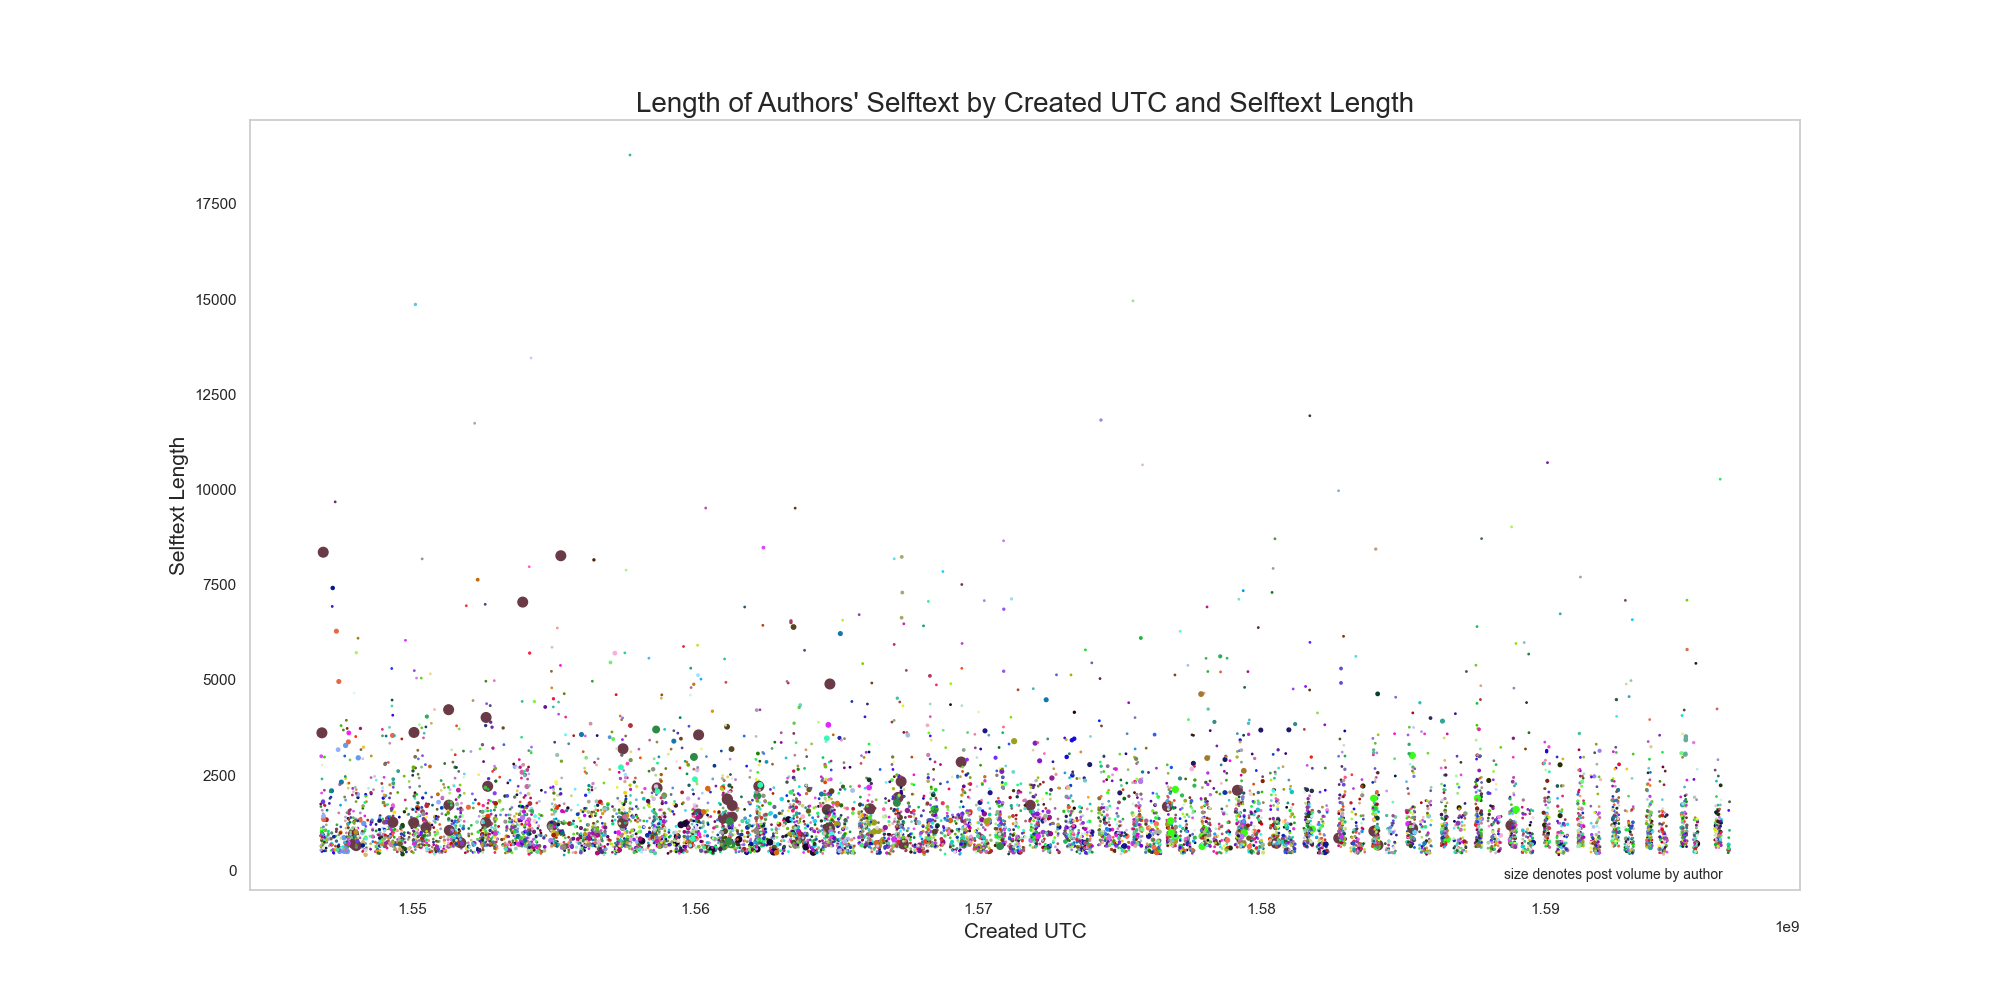 Length of Authors' Selftext by Created UTC and Selftext Length
17500
15000
12500
10000
7500
5000
2500
0
Selftext Length
size denotes post volume by author
1.55 1.56 1.57 1.58 1.59
1e9
Created UTC